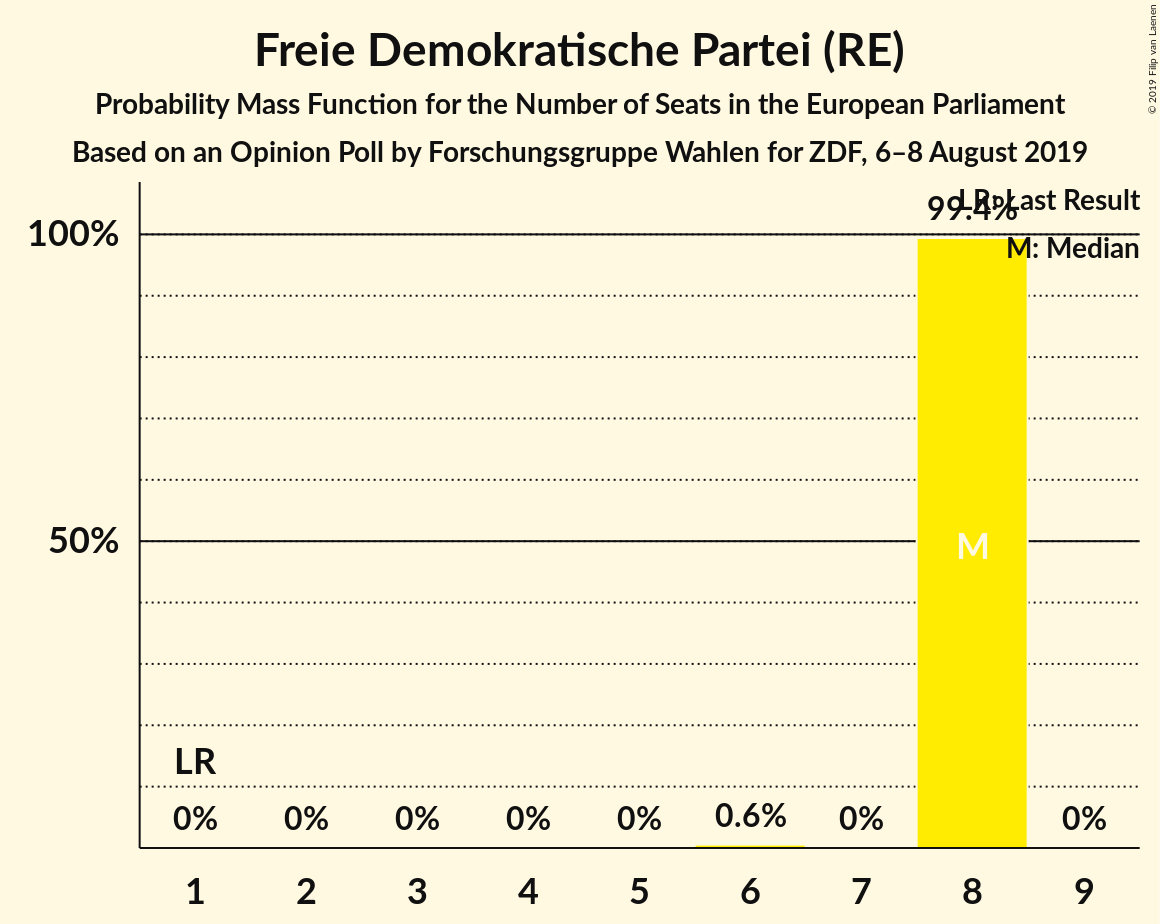 Freie Demokratische Partei (RE)
Probability Mass Function for the Number of Seats in the European Parliament
Based on an Opinion Poll by Forschungsgruppe Wahlen for ZDF, 6–8 August 2019
© 2019 Filip van Laenen
LR: Last Result
M: Median
99.4%
100%
50%
M
LR
0% 0% 0% 0% 0% 0.6% 0% 0%
1 2 3 4 5 6 7 8 9